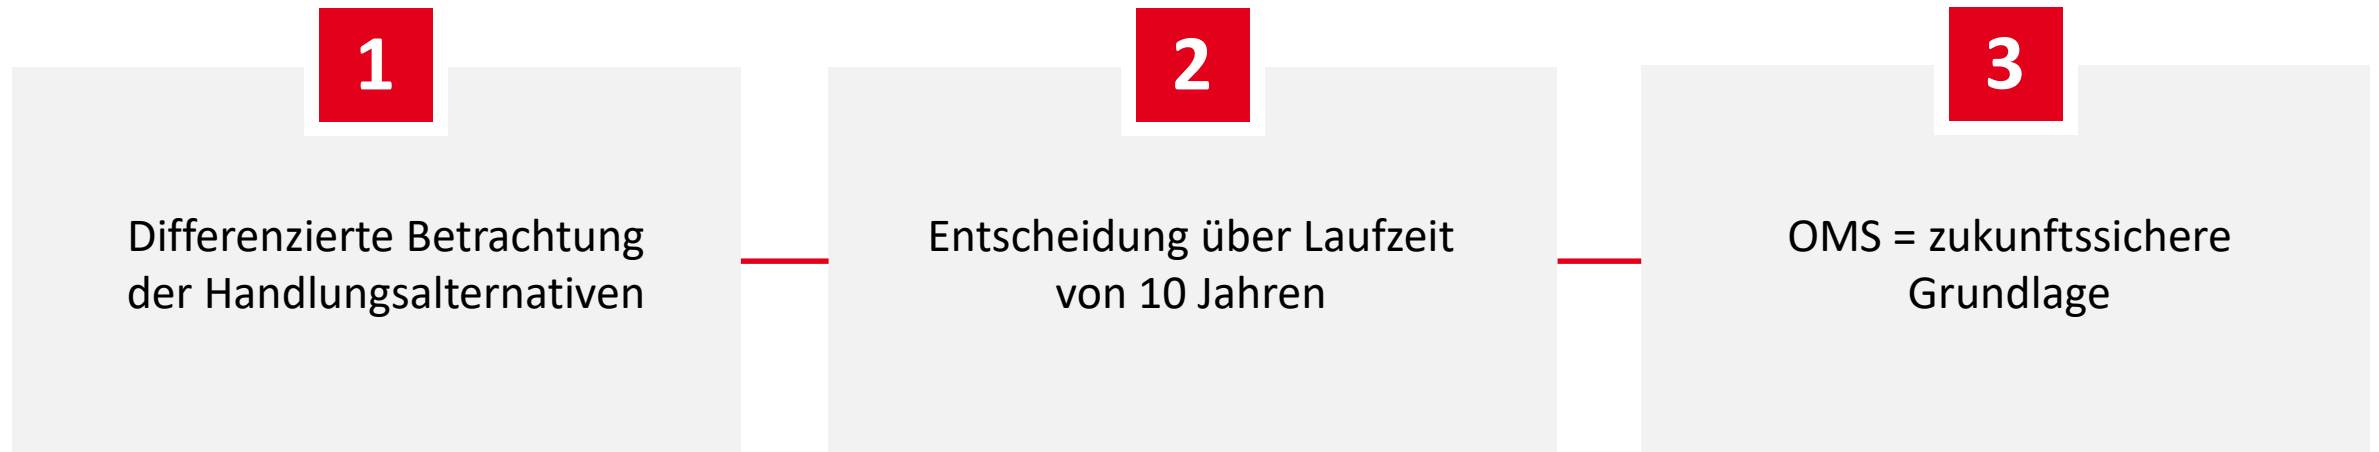 1
Differenzierte Betrachtung
der Handlungsalternativen
2
Entscheidung über Laufzeit
von 10 Jahren
3
OMS = zukunftssichere
Grundlage